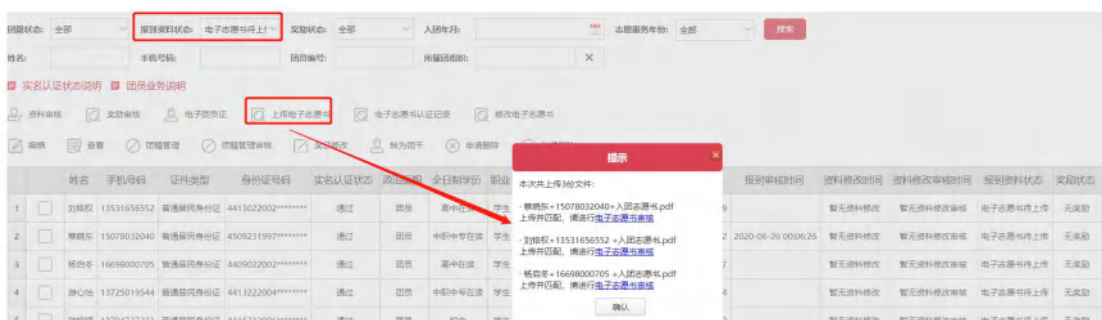 团籍状态: 全部 报到资料状态: 电子志愿书待上传 奖励状态: 全部 入团年月: 志愿服务年份: 全部 搜索
姓名: 手机号码: 团员编号: 所属团组织:
实名认证状态说明 团员业务说明
资料审核 奖励审核 电子团员证 上传电子志愿书 电子志愿书认证记录 修改电子志愿书
编辑 查看 团籍管理 团籍管理审核 奖惩修改 转为团干 申请删除
提示
姓名 手机号码 证件类型 身份证号码 实名认证状态 政治面貌 全日制学历 职业 报到审核时间 资料修改时间 资料修改审核时间 报到资料状态 奖励状态
本次共上传3份文件:
1 刘榕权 13531656552 普通居民身份证 4413022002******** 通过 团员 高中在读 学生 9 暂无资料修改 暂无资料修改审核 电子志愿书待上传 无奖励
- 蔡晓东+15078032040+入团志愿书.pdf
上传并匹配，请进行电子志愿书审核
2 蔡晓东 15078032040 普通居民身份证 4509231997******** 通过 团员 中职中专在读 学生 2 2020-06-26 00:06:26 暂无资料修改 暂无资料修改审核 电子志愿书待上传 无奖励
- 刘榕权+13531656552 +入团志愿书.pdf
上传并匹配，请进行电子志愿书审核
3 杨启冬 16698000705 普通居民身份证 4409022002******** 通过 团员 高中在读 学生 7 暂无资料修改 暂无资料修改审核 电子志愿书待上传 无奖励
- 杨启冬+16698000705 +入团志愿书.pdf
上传并匹配，请进行电子志愿书审核
4 游心怡 13725019544 普通居民身份证 4413222004******** 通过 团员 中职中专在读 学生 4 暂无资料修改 暂无资料修改审核 电子志愿书待上传 无奖励
确认